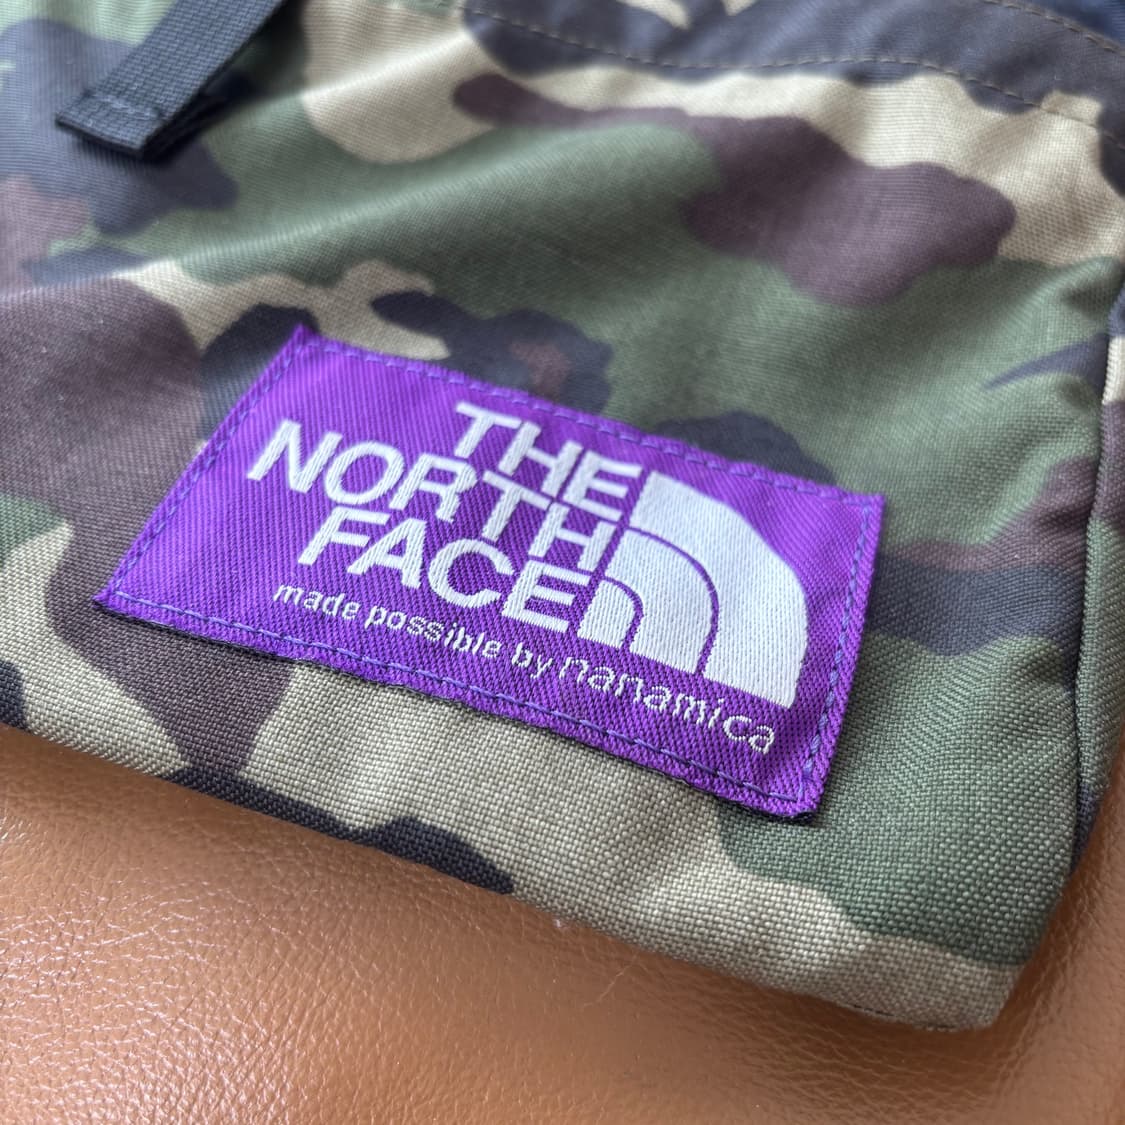 THE
NORTH
FACE
made possible by nanamica